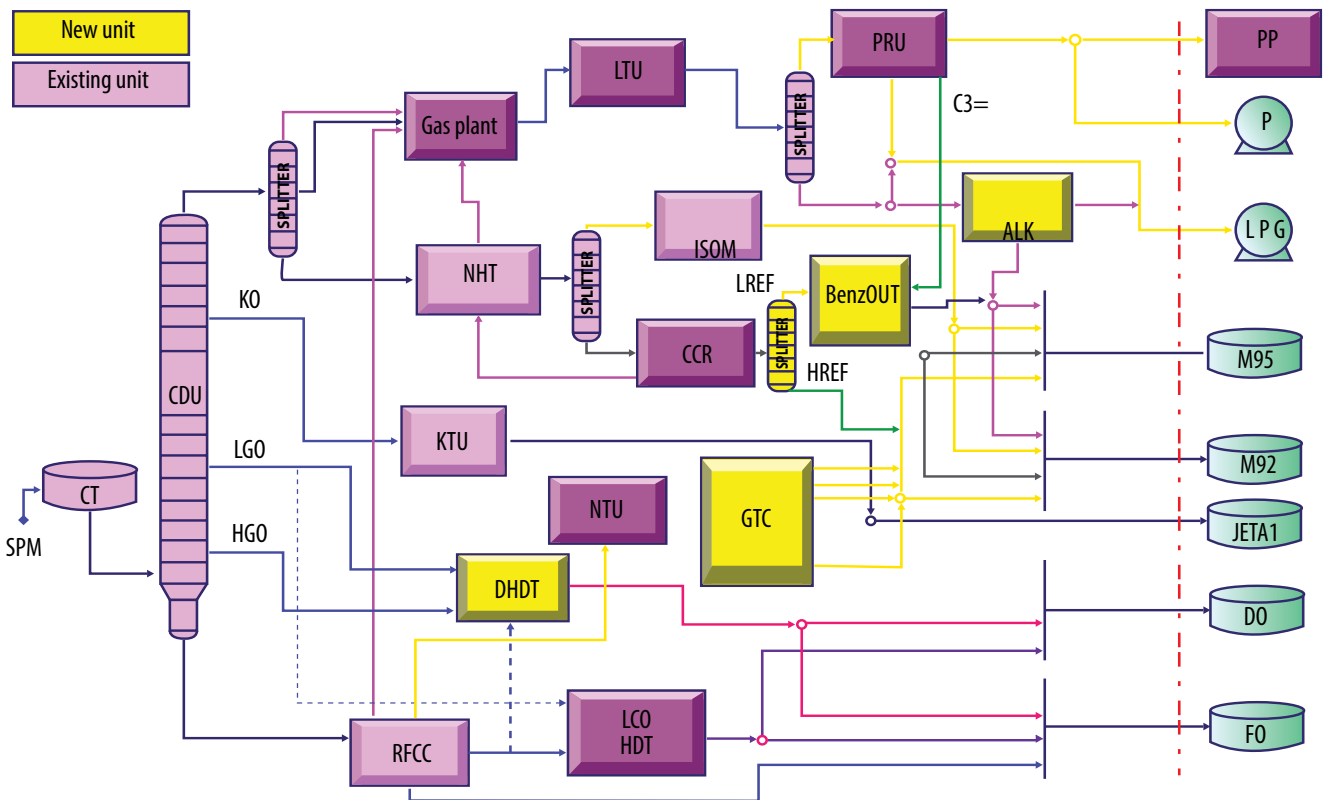 New unit
Existing unit
LTU
PRU
PP
C3=
SPLITTER
P
Gas plant
SPLITTER
ALK
L P G
ISOM
NHT
SPLITTER
LREF
BenzOUT
KO
CCR
SPLITTER
HREF
M95
CDU
KTU
LGO
M92
CT
GTC
NTU
JETA1
SPM
HGO
DHDT
DO
LCO
HDT
RFCC
FO